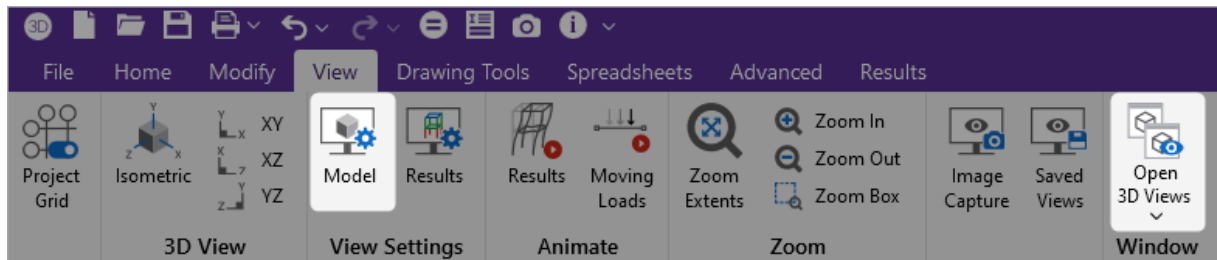 3D
File Home Modify View Drawing Tools Spreadsheets Advanced Results
Project Grid
Isometric
Y
Z X
Y X XY
X Z XZ
Y Z YZ
3D View
Model
Results
View Settings
Results
Moving Loads
Animate
Zoom Extents
Zoom In
Zoom Out
Zoom Box
Zoom
Image Capture
Saved Views
Open 3D Views
Window